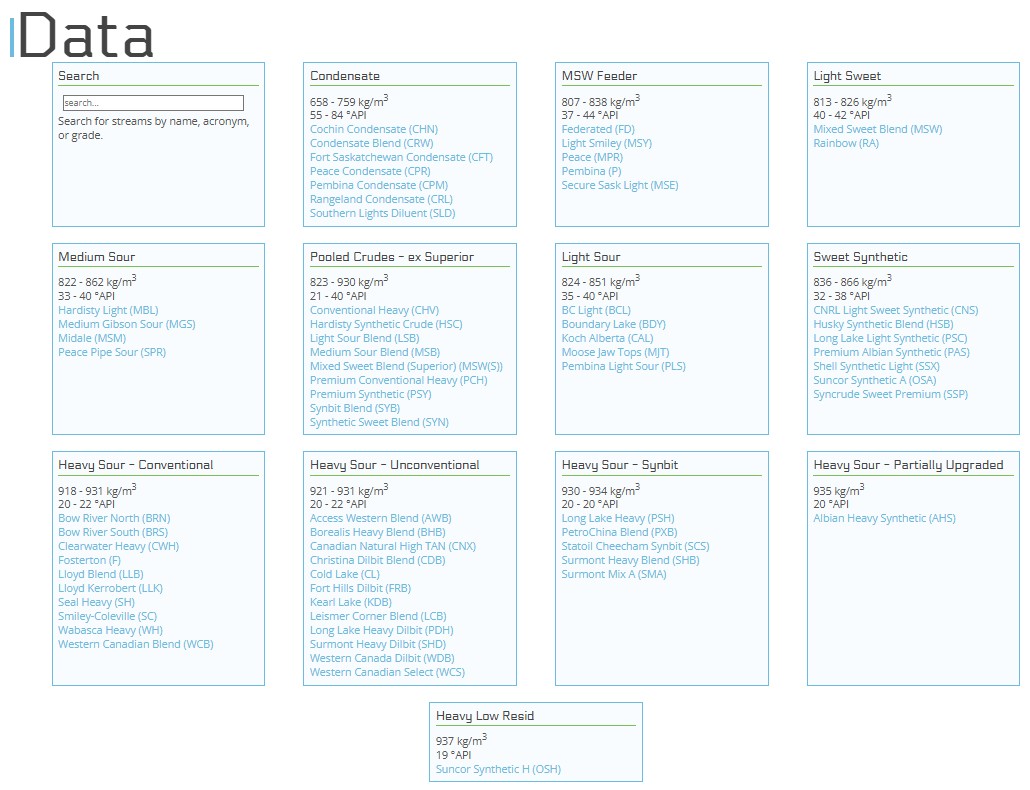 Data
Search
search...
Search for streams by name, acronym,
or grade.
Condensate
658 - 759 kg/m3
55 - 84 °API
Cochin Condensate (CHN)
Condensate Blend (CRW)
Fort Saskatchewan Condensate (CFT)
Peace Condensate (CPR)
Pembina Condensate (CPM)
Rangeland Condensate (CRL)
Southern Lights Diluent (SLD)
MSW Feeder
807 - 838 kg/m3
37 - 44 °API
Federated (FD)
Light Smiley (MSY)
Peace (MPR)
Pembina (P)
Secure Sask Light (MSE)
Light Sweet
813 - 826 kg/m3
40 - 42 °API
Mixed Sweet Blend (MSW)
Rainbow (RA)
Medium Sour
822 - 862 kg/m3
33 - 40 °API
Hardisty Light (MBL)
Medium Gibson Sour (MGS)
Midale (MSM)
Peace Pipe Sour (SPR)
Pooled Crudes - ex Superior
823 - 930 kg/m3
21 - 40 °API
Conventional Heavy (CHV)
Hardisty Synthetic Crude (HSC)
Light Sour Blend (LSB)
Medium Sour Blend (MSB)
Mixed Sweet Blend (Superior) (MSW(S))
Premium Conventional Heavy (PCH)
Premium Synthetic (PSY)
Synbit Blend (SYB)
Synthetic Sweet Blend (SYN)
Light Sour
824 - 851 kg/m3
35 - 40 °API
BC Light (BCL)
Boundary Lake (BDY)
Koch Alberta (CAL)
Moose Jaw Tops (MJT)
Pembina Light Sour (PLS)
Sweet Synthetic
836 - 866 kg/m3
32 - 38 °API
CNRL Light Sweet Synthetic (CNS)
Husky Synthetic Blend (HSB)
Long Lake Light Synthetic (PSC)
Premium Albian Synthetic (PAS)
Shell Synthetic Light (SSX)
Suncor Synthetic A (OSA)
Syncrude Sweet Premium (SSP)
Heavy Sour - Conventional
918 - 931 kg/m3
20 - 22 °API
Bow River North (BRN)
Bow River South (BRS)
Clearwater Heavy (CWH)
Fosterton (F)
Lloyd Blend (LLB)
Lloyd Kerrobert (LLK)
Seal Heavy (SH)
Smiley-Coleville (SC)
Wabasca Heavy (WH)
Western Canadian Blend (WCB)
Heavy Sour - Unconventional
921 - 931 kg/m3
20 - 22 °API
Access Western Blend (AWB)
Borealis Heavy Blend (BHB)
Canadian Natural High TAN (CNX)
Christina Dilbit Blend (CDB)
Cold Lake (CL)
Fort Hills Dilbit (FRB)
Kearl Lake (KDB)
Leismer Corner Blend (LCB)
Long Lake Heavy Dilbit (PDH)
Surmont Heavy Dilbit (SHD)
Western Canada Dilbit (WDB)
Western Canadian Select (WCS)
Heavy Sour - Synbit
930 - 934 kg/m3
20 - 20 °API
Long Lake Heavy (PSH)
PetroChina Blend (PXB)
Statoil Cheecham Synbit (SCS)
Surmont Heavy Blend (SHB)
Surmont Mix A (SMA)
Heavy Sour - Partially Upgraded
935 kg/m3
20 °API
Albian Heavy Synthetic (AHS)
Heavy Low Resid
937 kg/m3
19 °API
Suncor Synthetic H (OSH)